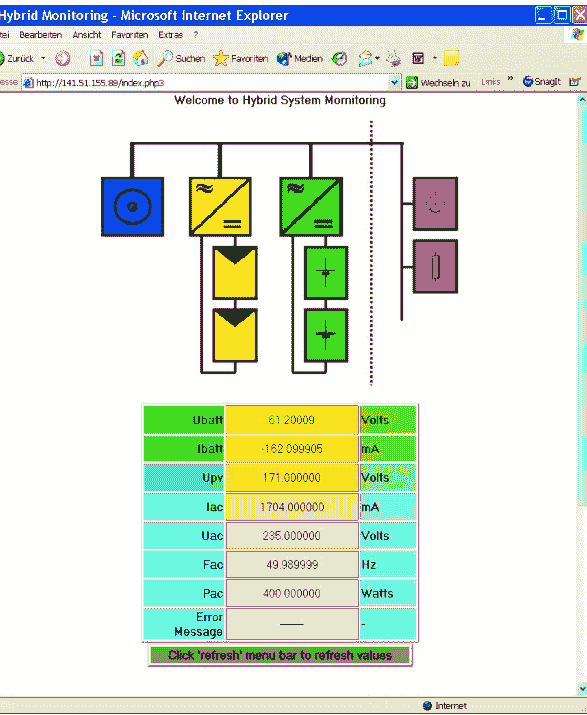 Hybrid Monitoring - Microsoft Internet Explorer
tei Bearbeiten Ansicht Favoriten Extras ?
Zurück Suchen Favoriten Medien
esse http://141.51.155.89/index.php3 Wechseln zu Links » SnagIt
Welcome to Hybrid System Mornitoring
Ubatt 61.20009 Volts
Ibatt -162.099905 mA
Upv 171.000000 Volts
Iac 1704.000000 mA
Uac 235.000000 Volts
Fac 49.989999 Hz
Pac 400.000000 Watts
Error
Message ------ -
Click 'refresh' menu bar to refresh values
Internet